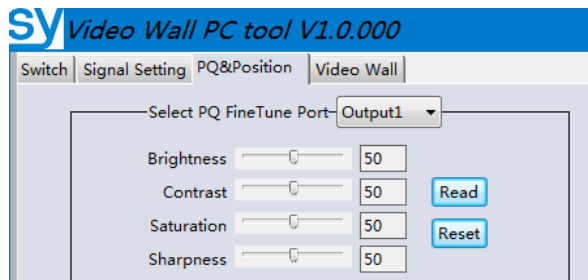 sy Video Wall PC tool V1.0.000
Switch Signal Setting PQ&Position Video Wall
Select PQ FineTune Port Output1
Brightness 50
Contrast 50 Read
Saturation 50 Reset
Sharpness 50